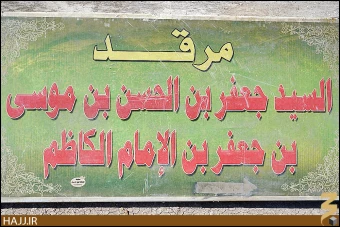 مرقد
السيد جعفر بن الحسن بن موسى
بن جعفر بن الإمام الكاظم
HAJJ.IR